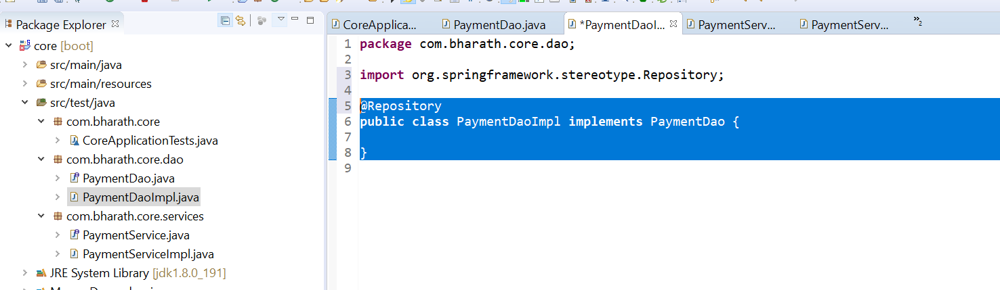 Package Explorer
core [boot]
src/main/java
src/main/resources
src/test/java
com.bharath.core
CoreApplicationTests.java
com.bharath.core.dao
PaymentDao.java
PaymentDaoImpl.java
com.bharath.core.services
PaymentService.java
PaymentServiceImpl.java
JRE System Library [jdk1.8.0_191]
CoreApplica... PaymentDao.java *PaymentDaoI... PaymentServ... PaymentServ... »2
1 package com.bharath.core.dao;
2
3 import org.springframework.stereotype.Repository;
4
5 @Repository
6 public class PaymentDaoImpl implements PaymentDao {
7
8 }
9